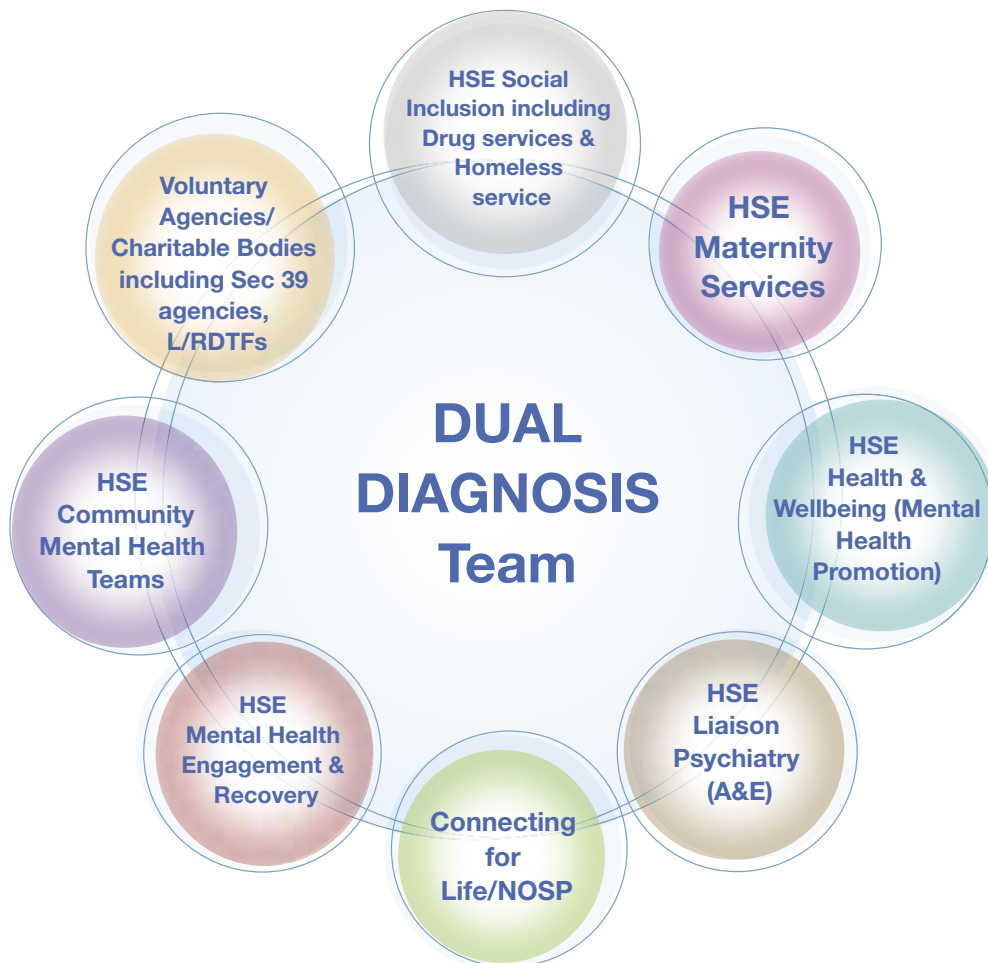 HSE Social
Inclusion including
Drug services &
Homeless
service
HSE
Maternity
Services
HSE
Health &
Wellbeing (Mental
Health
Promotion)
HSE
Liaison
Psychiatry
(A&E)
Connecting
for
Life/NOSP
HSE
Mental Health
Engagement &
Recovery
HSE
Community
Mental Health
Teams
Voluntary
Agencies/
Charitable Bodies
including Sec 39
agencies,
L/RDTFs
DUAL
DIAGNOSIS
Team